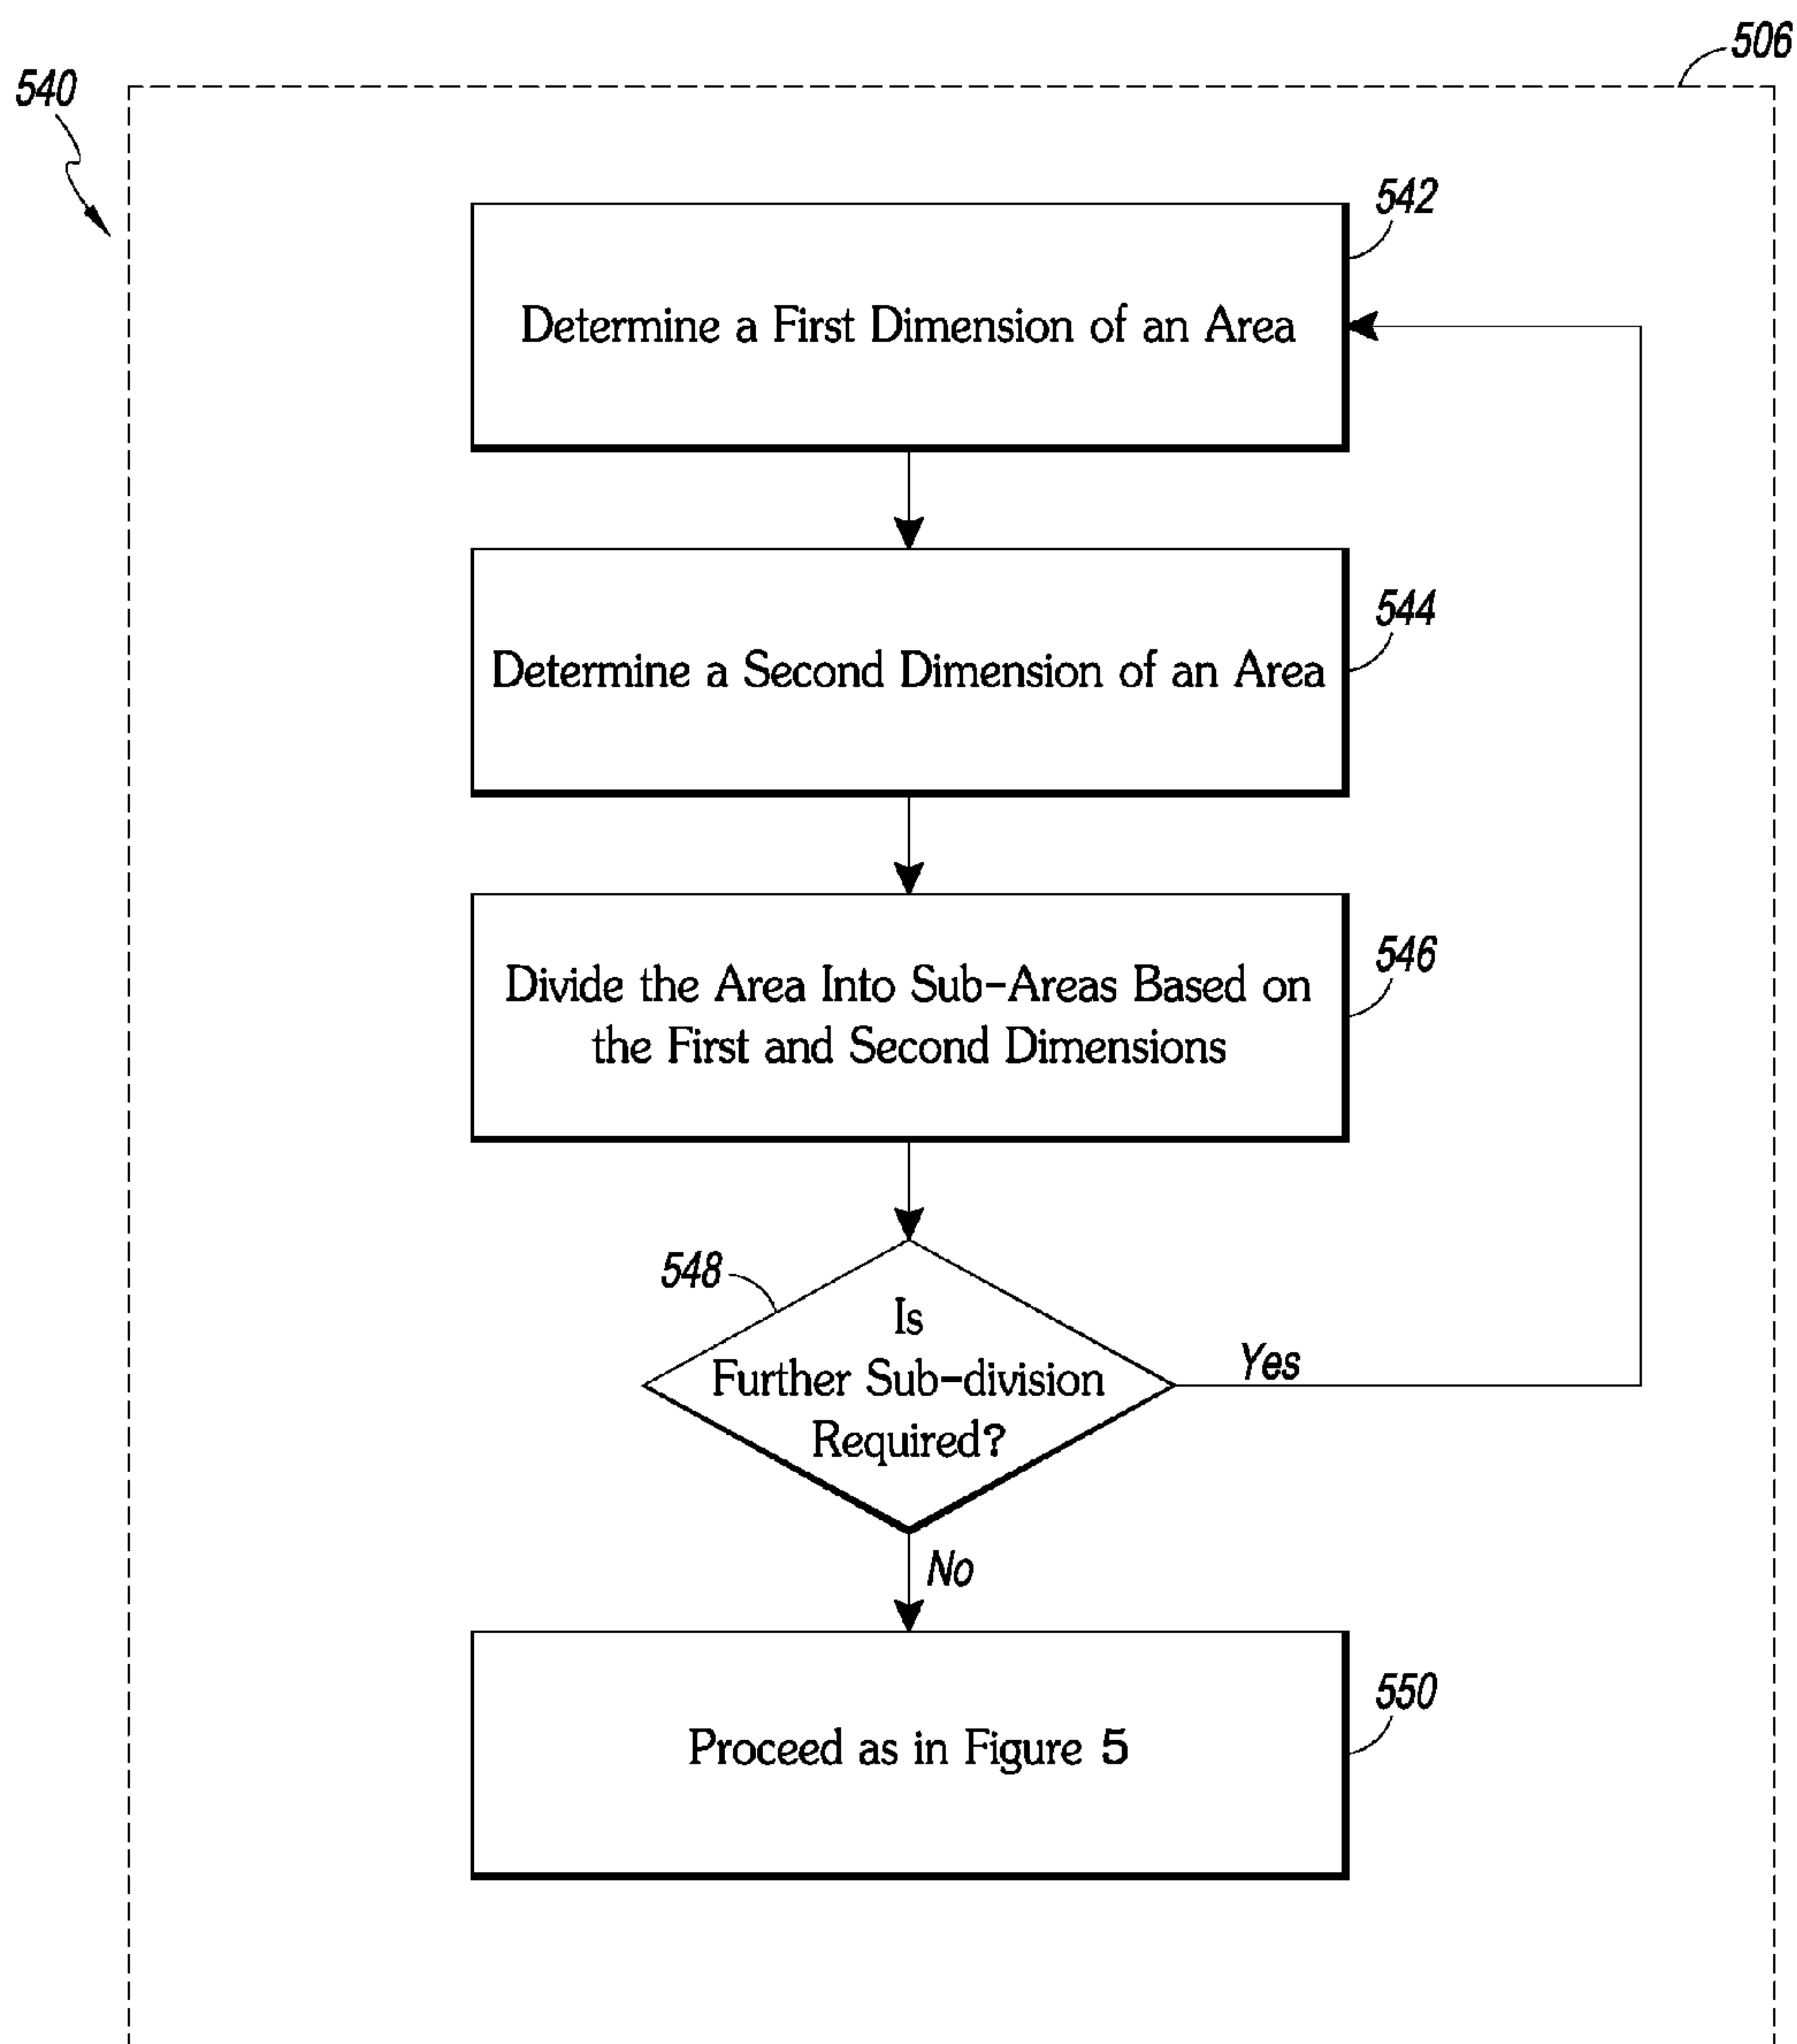 506
540
542
Determine a First Dimension of an Area
544
Determine a Second Dimension of an Area
546
Divide the Area Into Sub-Areas Based on
the First and Second Dimensions
548
Is
Further Sub-division
Required?
Yes
No
550
Proceed as in Figure 5